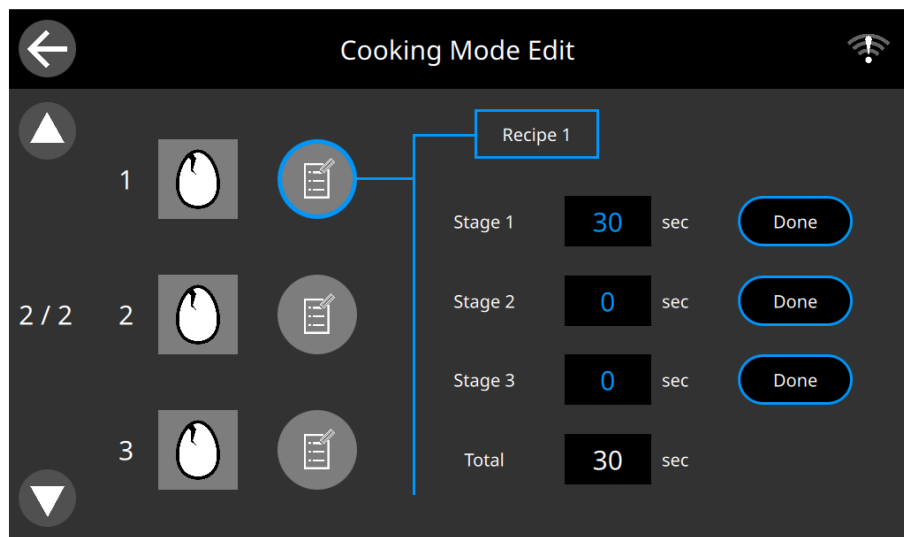 Cooking Mode Edit
Recipe 1
1
Stage 1 30 sec Done
2 / 2 2
Stage 2 0 sec Done
Stage 3 0 sec Done
3
Total 30 sec